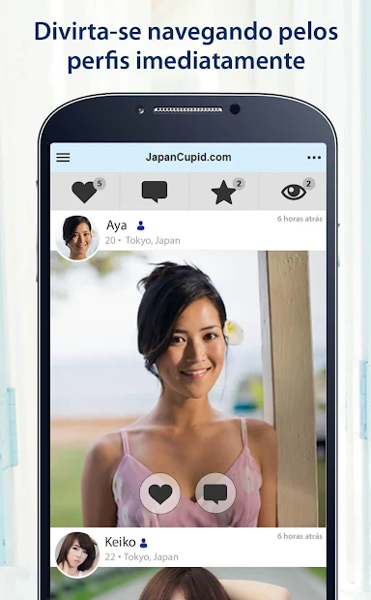 Divirta-se navegando pelos
perfis imediatamente
JapanCupid.com
5
2
2
Aya
6 horas atrás
20 • Tokyo, Japan
Keiko
6 horas atrás
22 • Tokyo, Japan